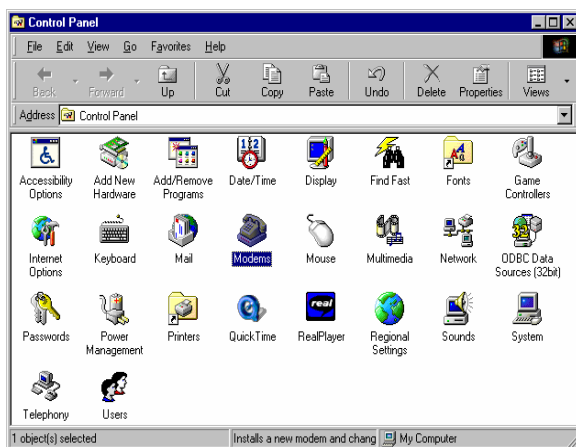 Control Panel
File Edit View Go Favorites Help
Back Forward Up Cut Copy Paste Undo Delete Properties Views
Address Control Panel
Accessibility Options Add New Hardware Add/Remove Programs Date/Time Display Find Fast Fonts Game Controllers
Internet Options Keyboard Mail Modems Mouse Multimedia Network ODBC Data Sources (32bit)
Passwords Power Management Printers QuickTime RealPlayer Regional Settings Sounds System
Telephony Users
1 object(s) selected Installs a new modem and chang My Computer